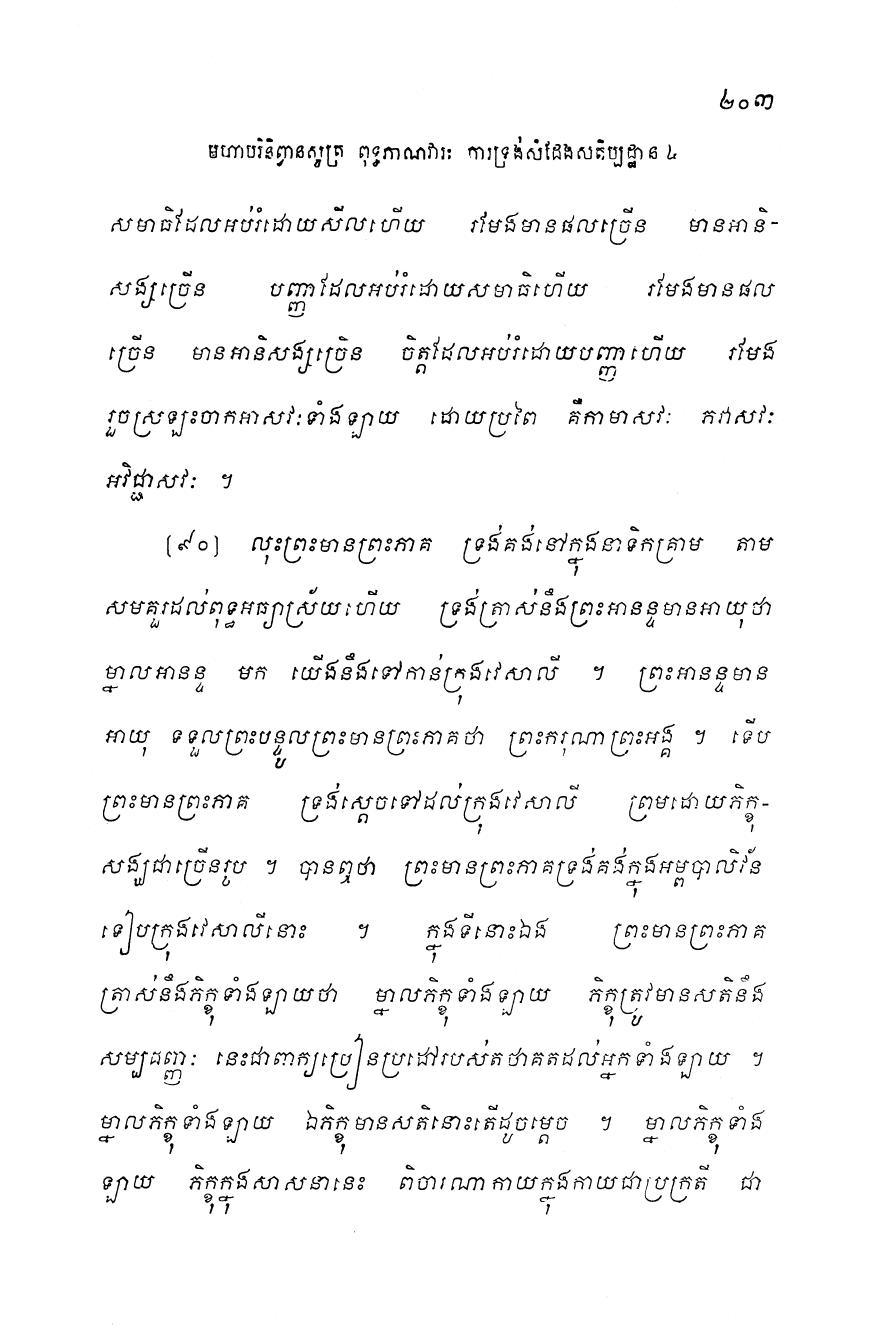 ២០៣
មហាបរិនិព្វានសូត្រ ពុទ្ធភាណវារៈ ការទ្រង់សំដែងសតិប្បដ្ឋាន ៤
សមាធិដែលអប់រំដោយសីលហើយ រមែងមានផលច្រើន មានអានិ-
សង្សច្រើន បញ្ញាដែលអប់រំដោយសមាធិហើយ រមែងមានផល
ច្រើន មានអានិសង្សច្រើន ចិត្តដែលអប់រំដោយបញ្ញាហើយ រមែង
រួចស្រឡះចាកអាសវៈទាំងឡាយ ដោយប្រពៃ គឺកាមាសវៈ ភវាសវៈ
អវិជ្ជាសវៈ ។
[៩០] លុះព្រះមានព្រះភាគ ទ្រង់គង់នៅក្នុងនាទិកគ្រាម តាម
សមគួរដល់ពុទ្ធអធ្យាស្រ័យហើយ ទ្រង់ត្រាស់នឹងព្រះអានន្ទមានអាយុថា
ម្នាលអានន្ទ មក យើងនឹងទៅកាន់ក្រុងវេសាលី ។ ព្រះអានន្ទមាន
អាយុ ទទួលព្រះបន្ទូលព្រះមានព្រះភាគថា ព្រះករុណាព្រះអង្គ ។ ទើប
ព្រះមានព្រះភាគ ទ្រង់ស្តេចទៅដល់ក្រុងវេសាលី ព្រមដោយភិក្ខុ-
សង្ឃជាច្រើនរូប ។ បានឮថា ព្រះមានព្រះភាគទ្រង់គង់ក្នុងអម្ពបាលិវ័ន
ទៀបក្រុងវេសាលីនោះ ។ ក្នុងទីនោះឯង ព្រះមានព្រះភាគ
ត្រាស់នឹងភិក្ខុទាំងឡាយថា ម្នាលភិក្ខុទាំងឡាយ ភិក្ខុត្រូវមានសតិនឹង
សម្បជញ្ញៈ នេះជាពាក្យប្រៀនប្រដៅរបស់តថាគតដល់អ្នកទាំងឡាយ ។
ម្នាលភិក្ខុទាំងឡាយ ឯភិក្ខុមានសតិនោះតើដូចម្តេច ។ ម្នាលភិក្ខុទាំង
ឡាយ ភិក្ខុក្នុងសាសនានេះ ពិចារណាកាយក្នុងកាយជាប្រក្រតី ជា